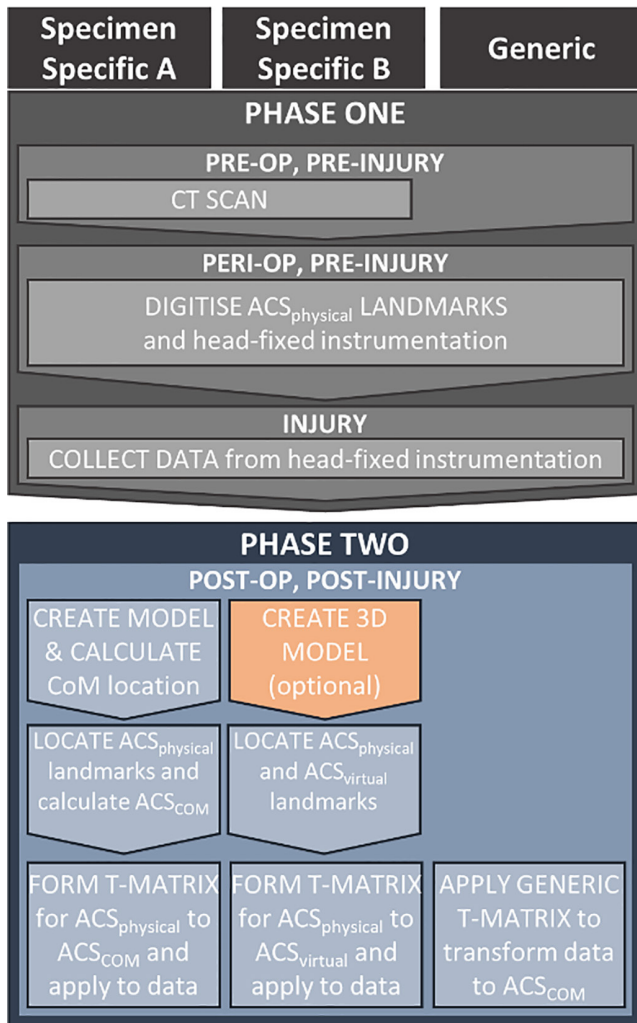 Specimen
Specific A
Specimen
Specific B
Generic
PHASE ONE
PRE-OP, PRE-INJURY
CT SCAN
PERI-OP, PRE-INJURY
DIGITISE ACSphysical LANDMARKS
and head-fixed instrumentation
INJURY
COLLECT DATA from head-fixed instrumentation
PHASE TWO
POST-OP, POST-INJURY
CREATE MODEL
& CALCULATE
CoM location
CREATE 3D
MODEL
(optional)
LOCATE ACSphysical
landmarks and
calculate ACSCOM
LOCATE ACSphysical
and ACSvirtual
landmarks
FORM T-MATRIX
for ACSphysical to
ACSCOM and
apply to data
FORM T-MATRIX
for ACSphysical to
ACSvirtual and
apply to data
APPLY GENERIC
T-MATRIX to
transform data
to ACSCOM